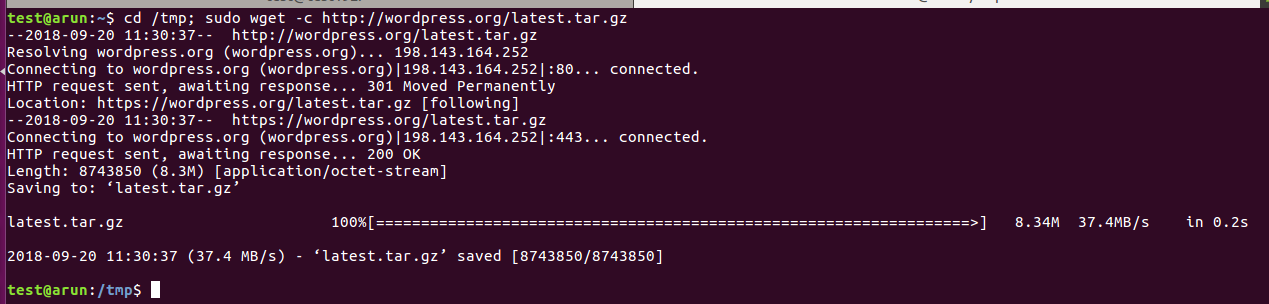 test@arun:~$ cd /tmp; sudo wget -c http://wordpress.org/latest.tar.gz
--2018-09-20 11:30:37--  http://wordpress.org/latest.tar.gz
Resolving wordpress.org (wordpress.org)... 198.143.164.252
Connecting to wordpress.org (wordpress.org)|198.143.164.252|:80... connected.
HTTP request sent, awaiting response... 301 Moved Permanently
Location: https://wordpress.org/latest.tar.gz [following]
--2018-09-20 11:30:37--  https://wordpress.org/latest.tar.gz
Connecting to wordpress.org (wordpress.org)|198.143.164.252|:443... connected.
HTTP request sent, awaiting response... 200 OK
Length: 8743850 (8.3M) [application/octet-stream]
Saving to: ‘latest.tar.gz’
latest.tar.gz 100%[===================================================================>] 8.34M 37.4MB/s in 0.2s
2018-09-20 11:30:37 (37.4 MB/s) - ‘latest.tar.gz’ saved [8743850/8743850]
test@arun:/tmp$